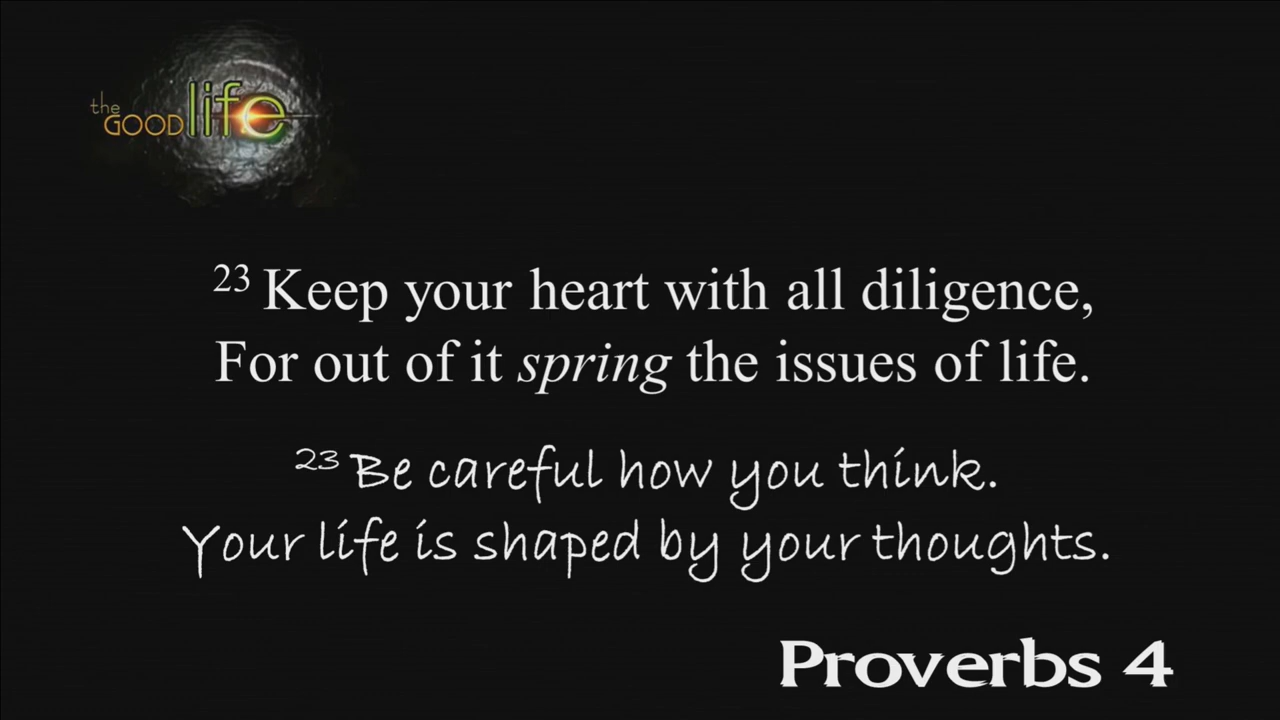 the
GOOD life
23 Keep your heart with all diligence,
For out of it spring the issues of life.
23 Be careful how you think.
Your life is shaped by your thoughts.
Proverbs 4